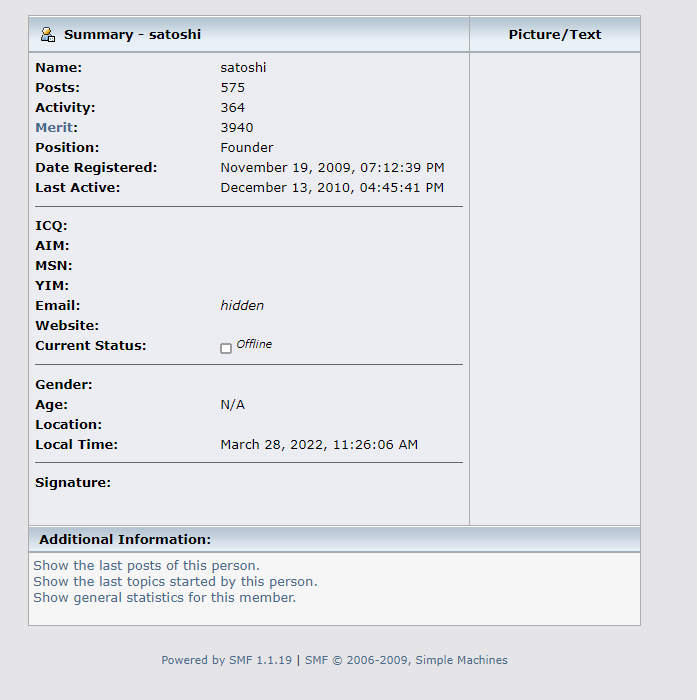 Summary - satoshi Picture/Text
Name: satoshi
Posts: 575
Activity: 364
Merit: 3940
Position: Founder
Date Registered: November 19, 2009, 07:12:39 PM
Last Active: December 13, 2010, 04:45:41 PM
ICQ:
AIM:
MSN:
YIM:
Email: hidden
Website:
Current Status: Offline
Gender:
Age: N/A
Location:
Local Time: March 28, 2022, 11:26:06 AM
Signature:
Additional Information:
Show the last posts of this person.
Show the last topics started by this person.
Show general statistics for this member.
Powered by SMF 1.1.19 | SMF © 2006-2009, Simple Machines